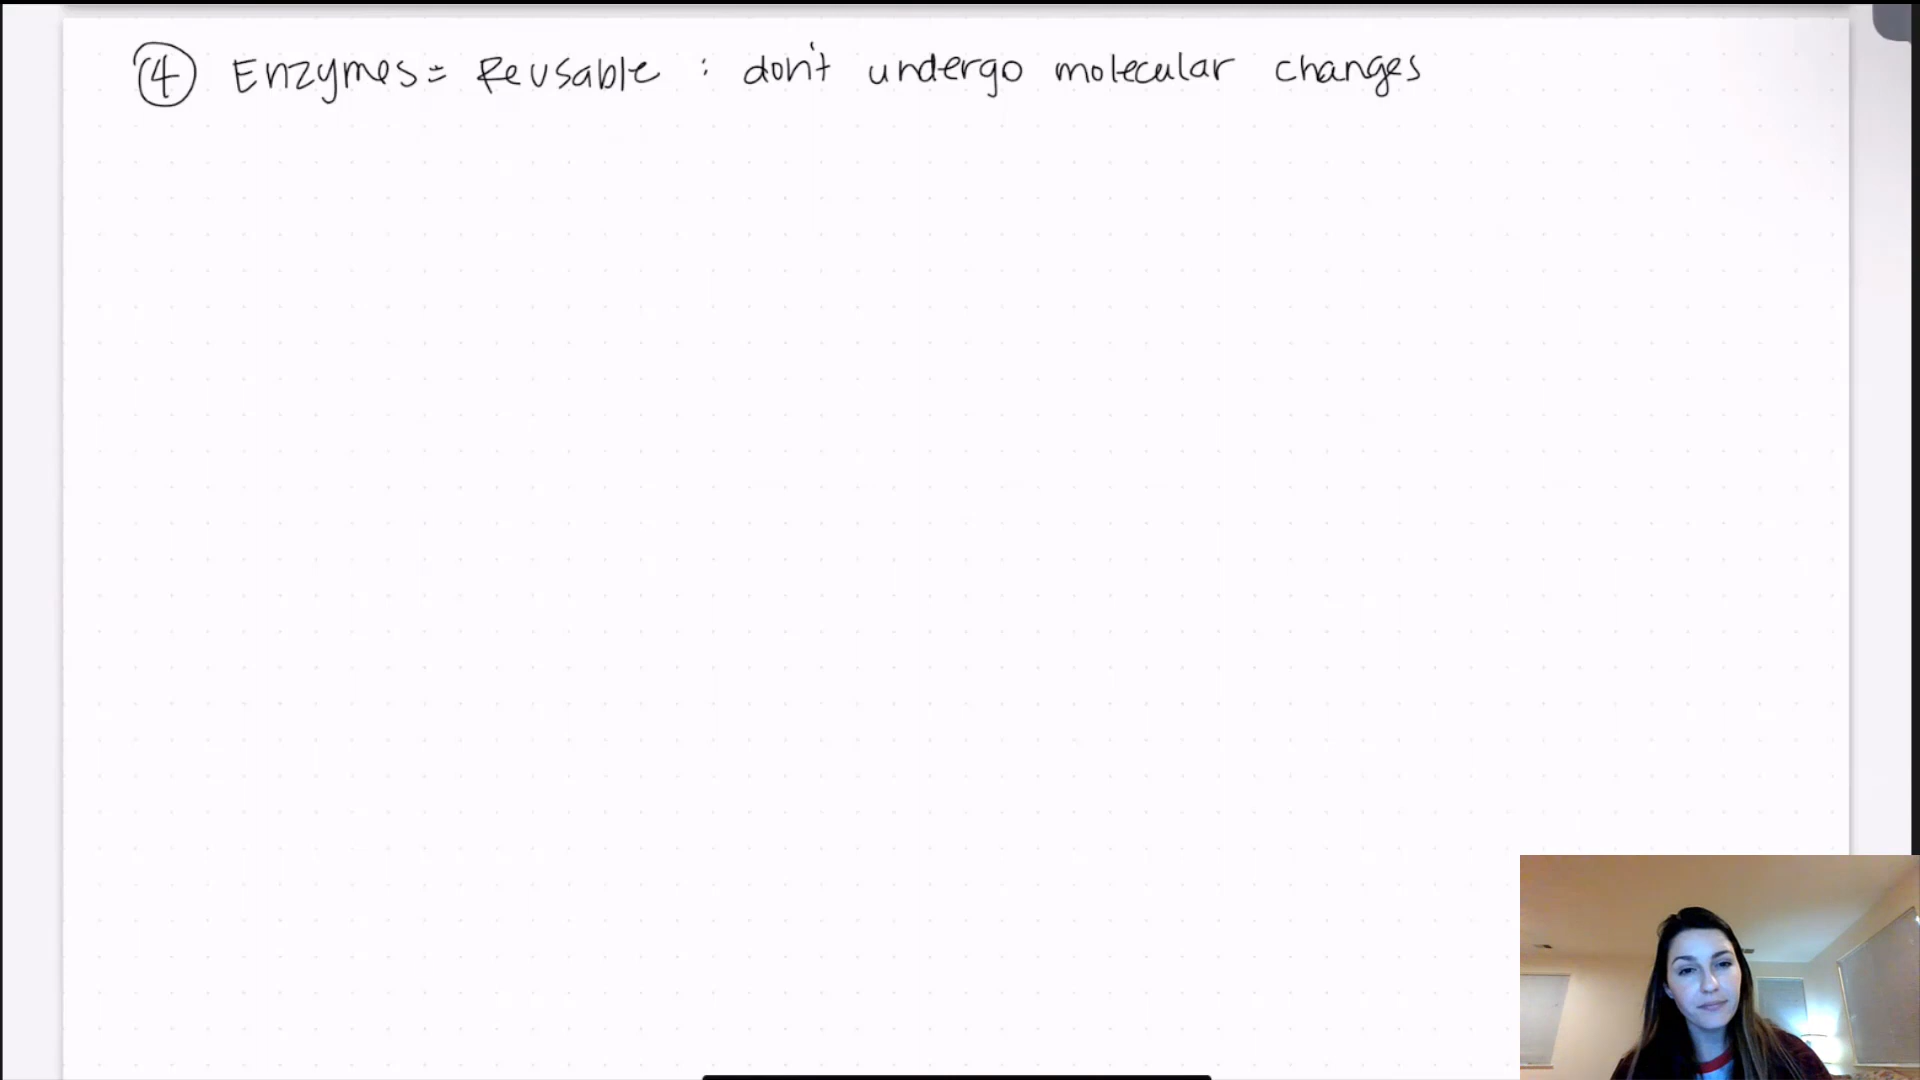 ④ Enzymes = Reusable : don't undergo molecular changes